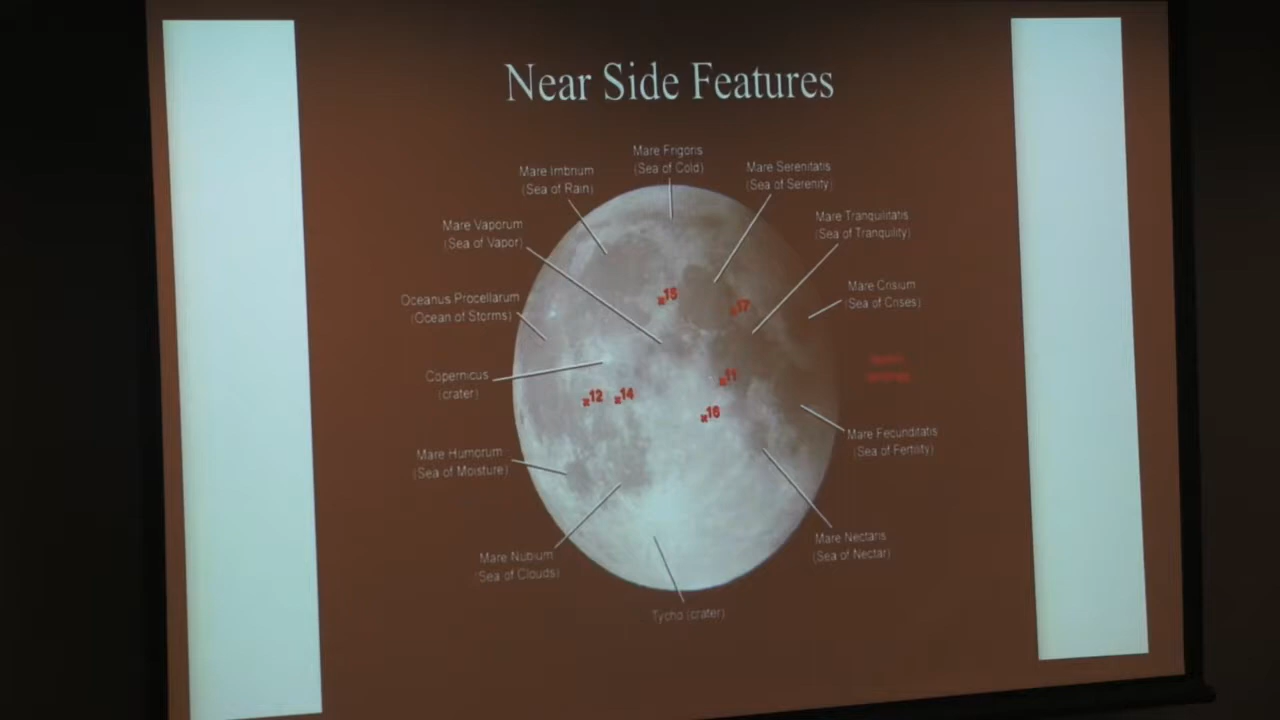 Near Side Features
Mare Frigoris
(Sea of Cold)
Mare Imbrium
(Sea of Rain)
Mare Serenitatis
(Sea of Serenity)
Mare Vaporum
(Sea of Vapor)
Mare Tranquilitatis
(Sea of Tranquility)
Oceanus Procellarum
(Ocean of Storms)
Mare Crisium
(Sea of Crises)
15
17
Copernicus
(crater)
11
12
14
16
Mare Humorum
(Sea of Moisture)
Mare Fecunditatis
(Sea of Fertility)
Mare Nubium
(Sea of Clouds)
Mare Nectaris
(Sea of Nectar)
Tycho (crater)